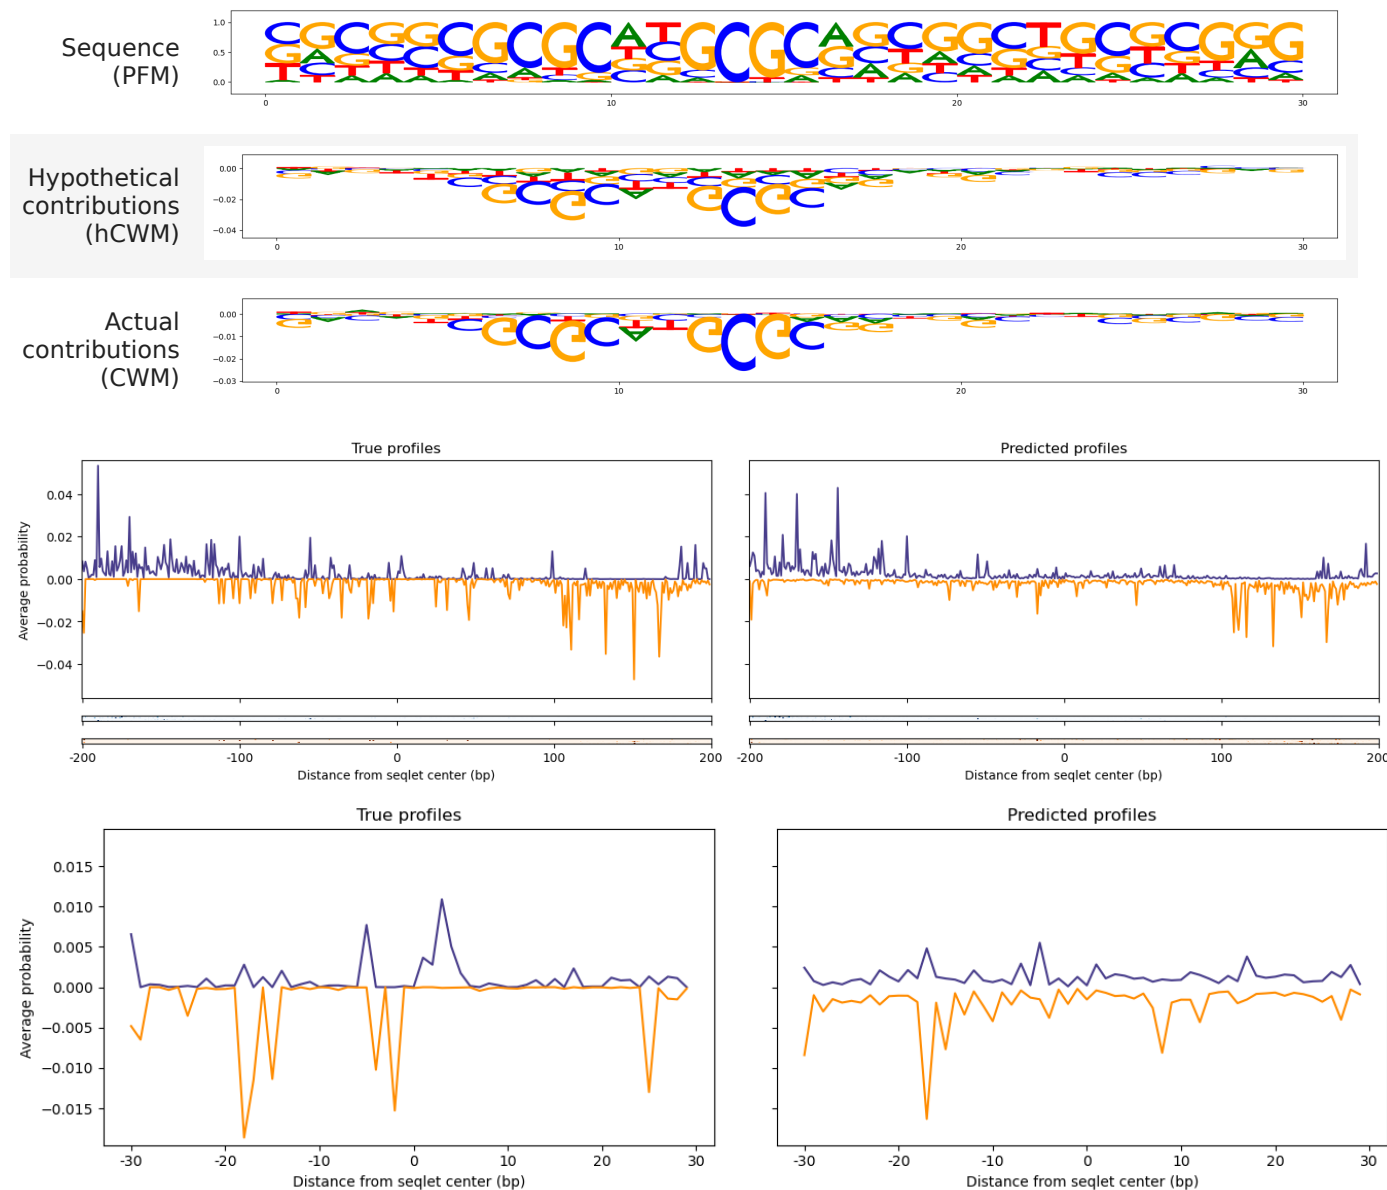 Sequence
(PFM)
1.0
0.5
0.0
0 10 20 30
Hypothetical
contributions
(hCWM)
0.00
−0.02
−0.04
0 10 20 30
Actual
contributions
(CWM)
0.00
−0.01
−0.02
−0.03
0 10 20 30
True profiles
Predicted profiles
Average probability
0.04
0.02
0.00
−0.02
−0.04
-200 -100 0 100 200
-200 -100 0 100 200
Distance from seqlet center (bp)
Distance from seqlet center (bp)
True profiles
Predicted profiles
Average probability
0.015
0.010
0.005
0.000
−0.005
−0.010
−0.015
-30 -20 -10 0 10 20 30
-30 -20 -10 0 10 20 30
Distance from seqlet center (bp)
Distance from seqlet center (bp)